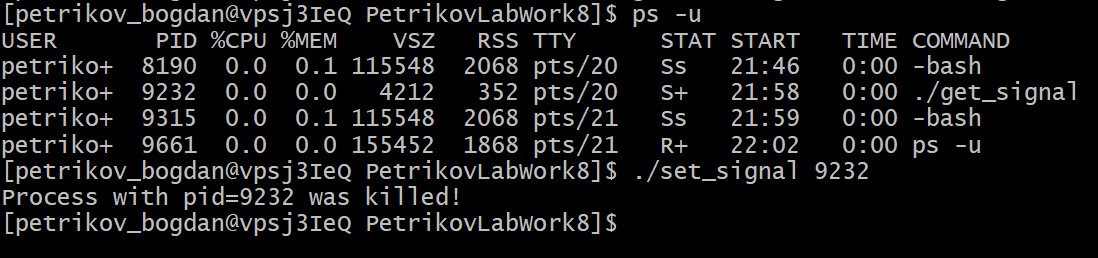 [petrikov_bogdan@vpsj3IeQ PetrikovLabWork8]$ ps -u
USER       PID %CPU %MEM    VSZ   RSS TTY      STAT START   TIME COMMAND
petriko+  8190  0.0  0.1 115548  2068 pts/20   Ss   21:46   0:00 -bash
petriko+  9232  0.0  0.0   4212   352 pts/20   S+   21:58   0:00 ./get_signal
petriko+  9315  0.0  0.1 115548  2068 pts/21   Ss   21:59   0:00 -bash
petriko+  9661  0.0  0.0 155452  1868 pts/21   R+   22:02   0:00 ps -u
[petrikov_bogdan@vpsj3IeQ PetrikovLabWork8]$ ./set_signal 9232
Process with pid=9232 was killed!
[petrikov_bogdan@vpsj3IeQ PetrikovLabWork8]$